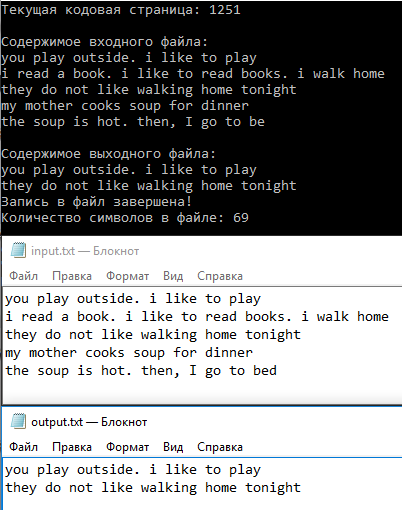 Текущая кодовая страница: 1251
Содержимое входного файла:
you play outside. i like to play
i read a book. i like to read books. i walk home
they do not like walking home tonight
my mother cooks soup for dinner
the soup is hot. then, I go to be
Содержимое выходного файла:
you play outside. i like to play
they do not like walking home tonight
Запись в файл завершена!
Количество символов в файле: 69
input.txt — Блокнот
Файл Правка Формат Вид Справка
you play outside. i like to play
i read a book. i like to read books. i walk home
they do not like walking home tonight
my mother cooks soup for dinner
the soup is hot. then, I go to bed
output.txt — Блокнот
Файл Правка Формат Вид Справка
you play outside. i like to play
they do not like walking home tonight